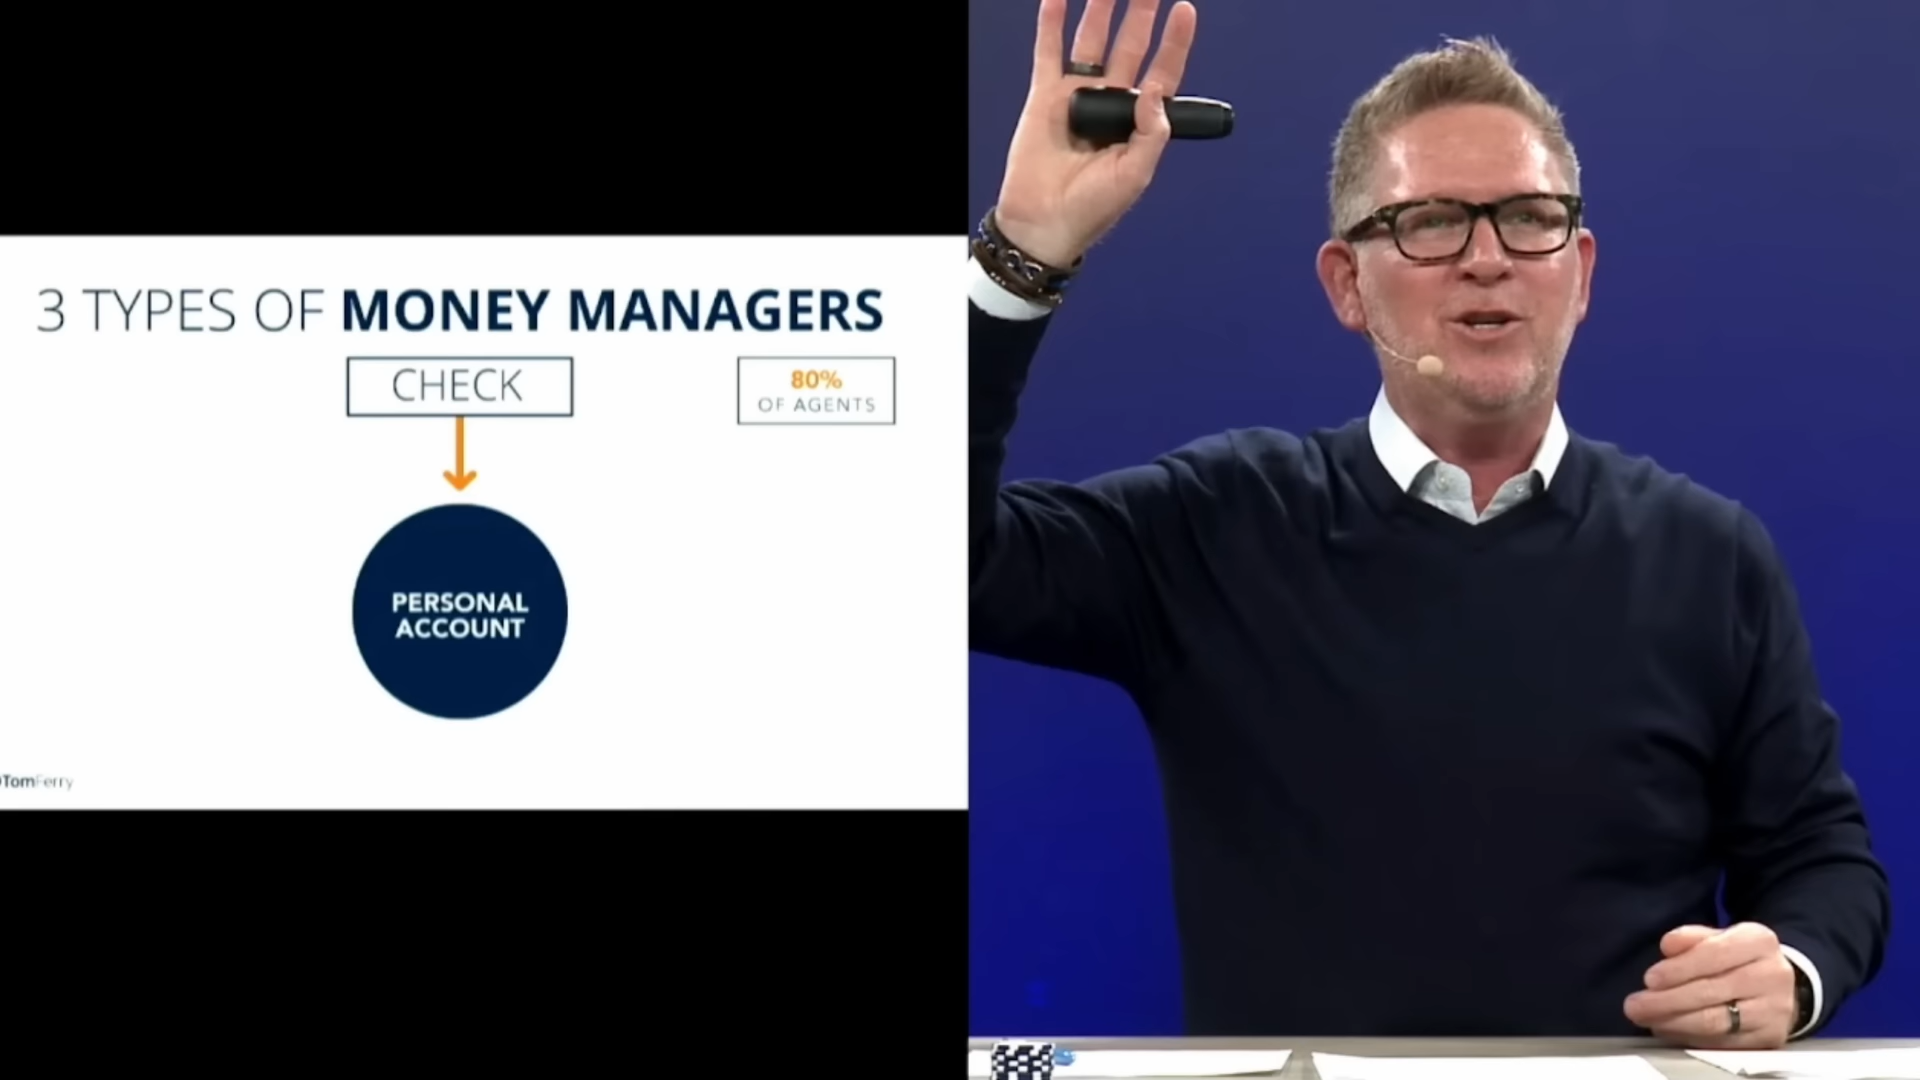 3 TYPES OF MONEY MANAGERS
CHECK
80%
OF AGENTS
PERSONAL
ACCOUNT
@TomFerry